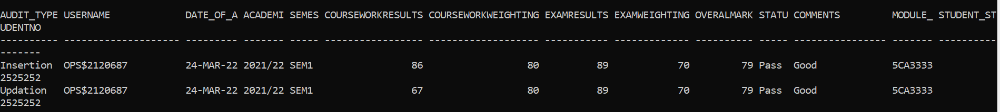 AUDIT_TYPE USERNAME             DATE_OF_A ACADEMI SEMES COURSEWORKRESULTS COURSEWORKWEIGHTING EXAMRESULTS EXAMWEIGHTING OVERALMARK STATU COMMENTS         MODULE_ STUDENT_ST
UDENTNO
---------- -------------------- --------- ------- ----- ----------------- ------------------- ----------- ------------- ---------- ----- ---------------- ------- ----------
-------
Insertion  OPS$2120687          24-MAR-22 2021/22 SEM1                 86                  80          89            70         79 Pass  Good             5CA3333
2525252
Updation   OPS$2120687          24-MAR-22 2021/22 SEM1                 67                  80          89            70         79 Pass  Good             5CA3333
2525252